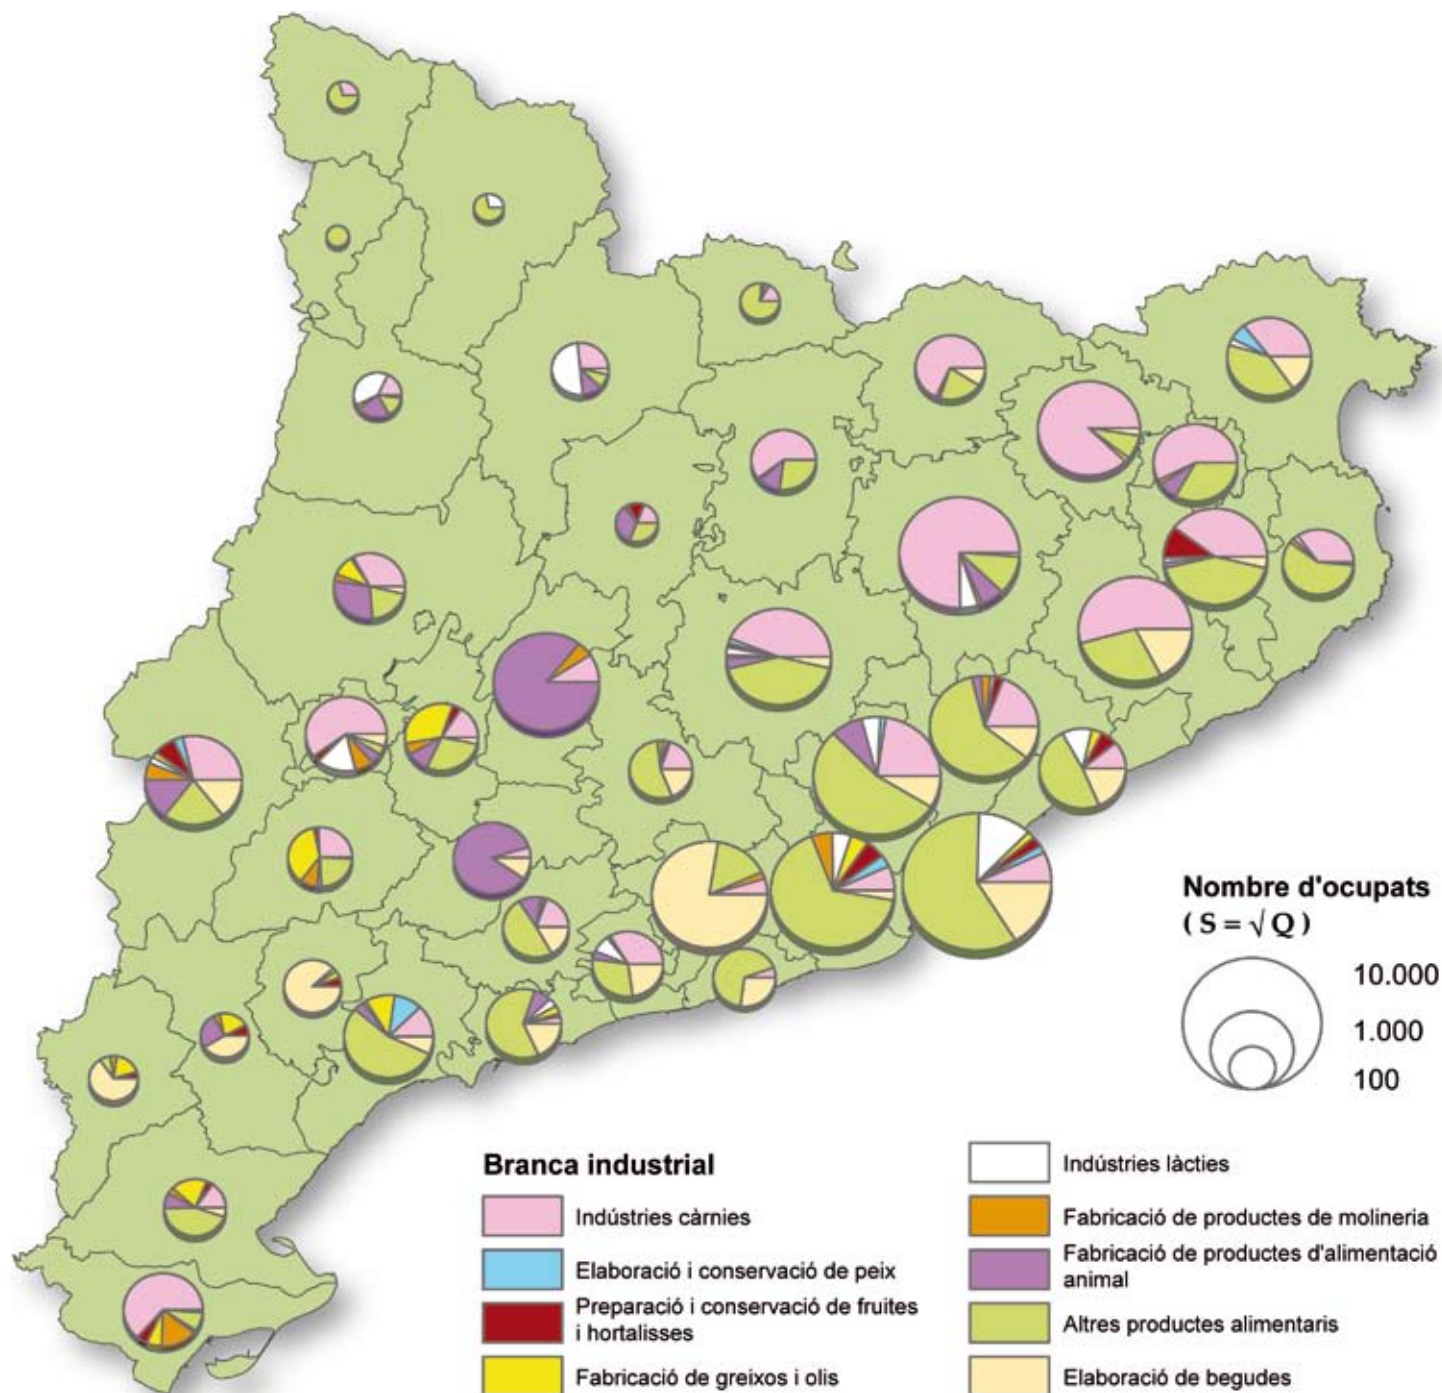 Nombre d'ocupats
( S = √ Q )
10.000
1.000
100
Branca industrial
Indústries càrnies
Elaboració i conservació de peix
Preparació i conservació de fruites
i hortalisses
Fabricació de greixos i olis
Indústries làcties
Fabricació de productes de molineria
Fabricació de productes d'alimentació
animal
Altres productes alimentaris
Elaboració de begudes